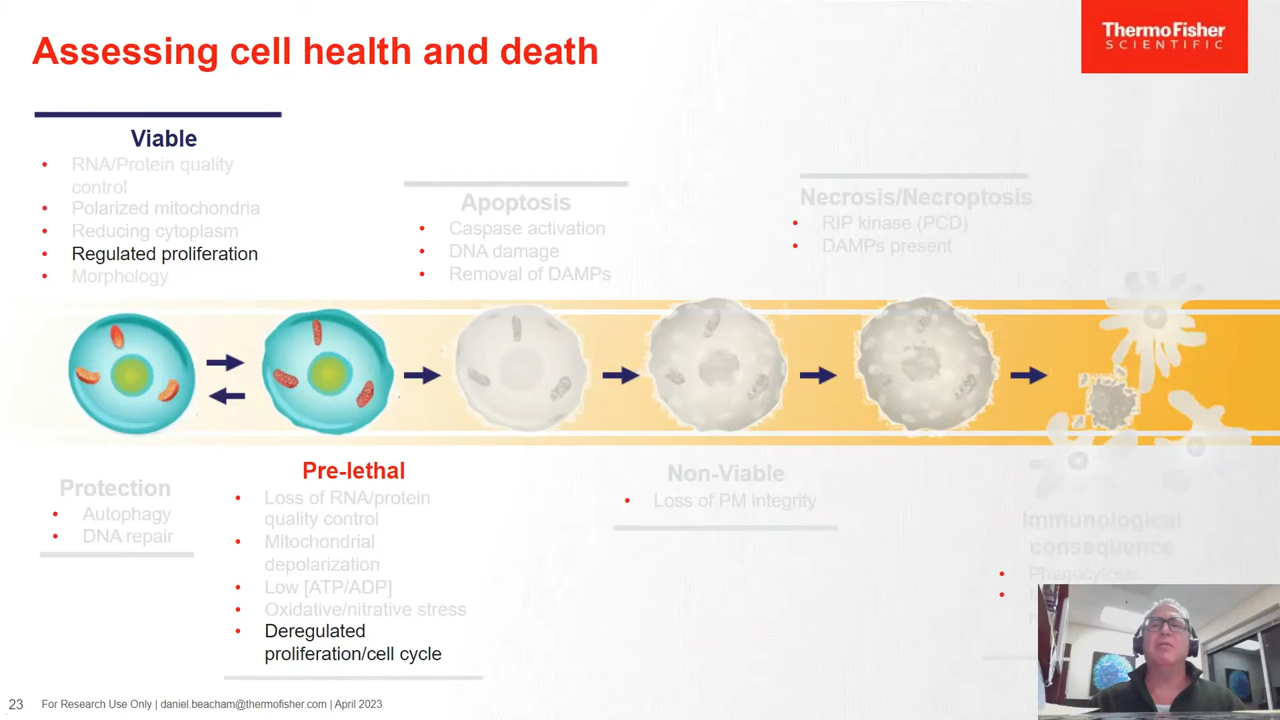 Assessing cell health and death
ThermoFisher
SCIENTIFIC
Viable
• RNA/Protein quality
control
• Polarized mitochondria
• Reducing cytoplasm
• Regulated proliferation
• Morphology
Apoptosis
• Caspase activation
• DNA damage
• Removal of DAMPs
Necrosis/Necroptosis
• RIP kinase (PCD)
• DAMPs present
Protection
• Autophagy
• DNA repair
Pre-lethal
• Loss of RNA/protein
quality control
• Mitochondrial
depolarization
• Low [ATP/ADP]
• Oxidative/nitrative stress
• Deregulated
proliferation/cell cycle
Non-Viable
• Loss of PM integrity
Immunological
consequence
23 For Research Use Only | daniel.beacham@thermofisher.com | April 2023